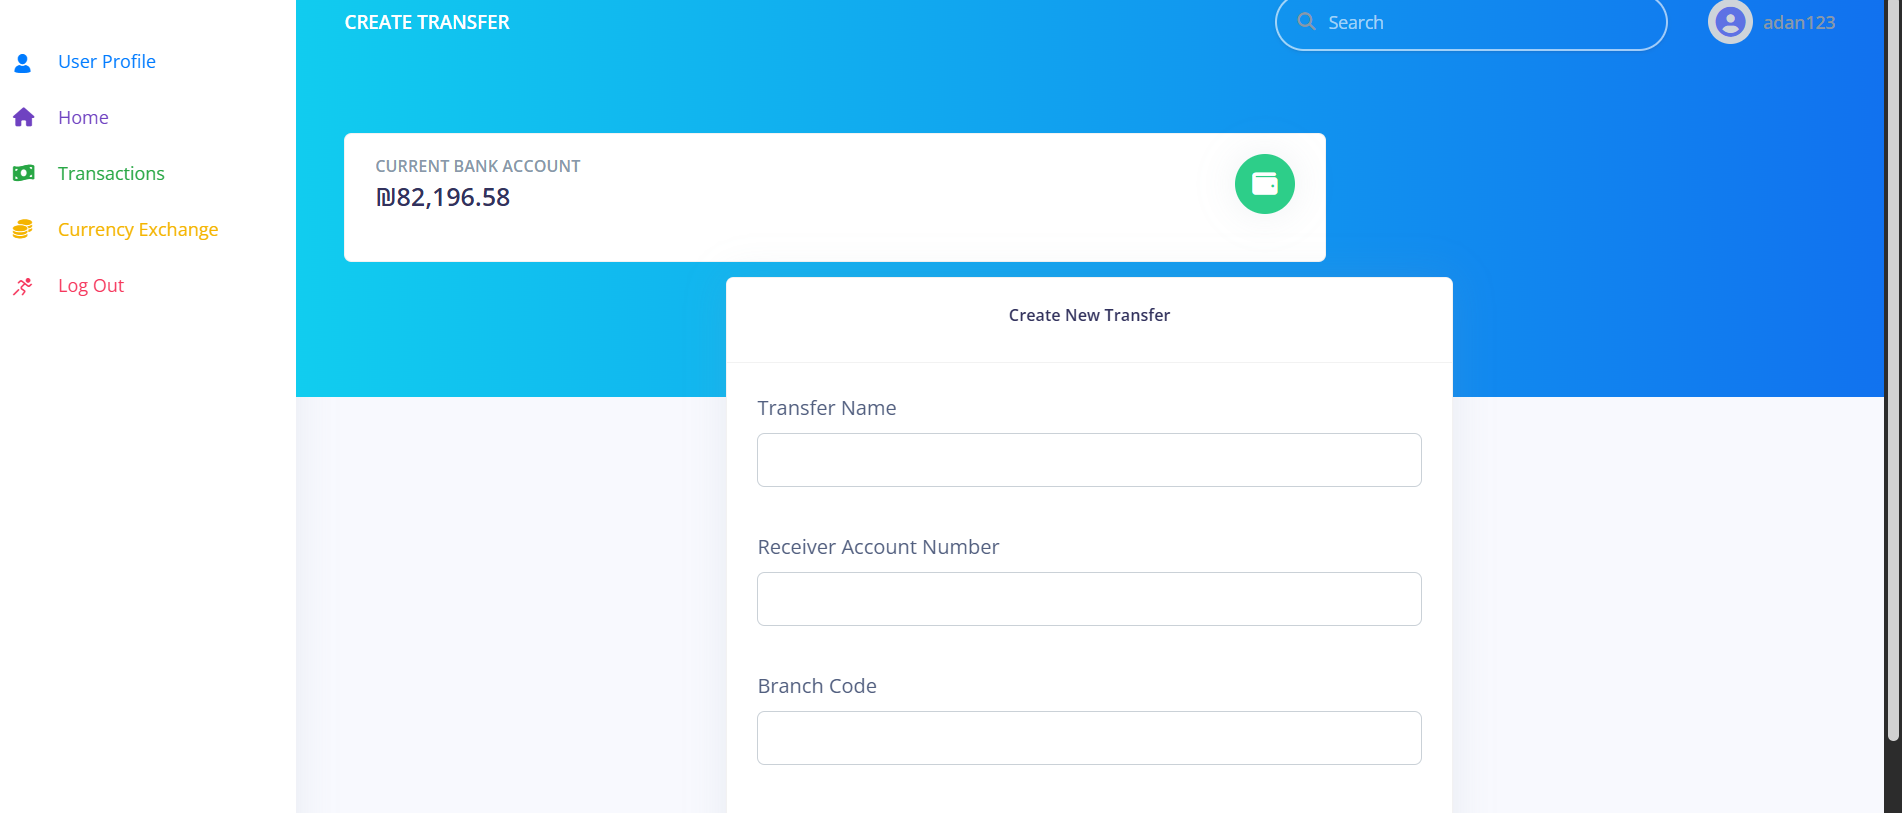 CREATE TRANSFER
Search
adan123
User Profile
Home
Transactions
Currency Exchange
Log Out
CURRENT BANK ACCOUNT
₪82,196.58
Create New Transfer
Transfer Name
Receiver Account Number
Branch Code